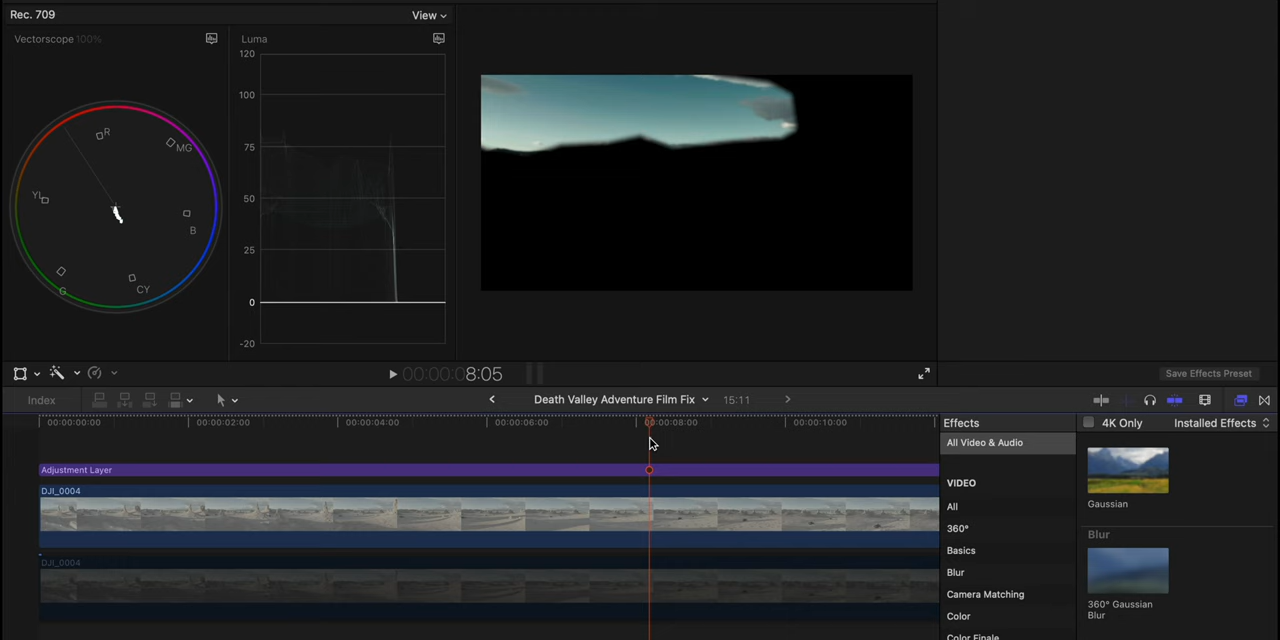 Rec. 709
View
Vectorscope 100%
Luma
120
100
75
50
25
0
-20
R
MG
YL
B
G
CY
00:00:00:08:05
Save Effects Preset
Index
Death Valley Adventure Film Fix
15:11
00:00:00:00
00:00:02:00
00:00:04:00
00:00:06:00
00:00:08:00
00:00:10:00
Effects
4K Only
Installed Effects
All Video & Audio
Adjustment Layer
DJI_0004
VIDEO
All
360°
Basics
Blur
Camera Matching
Color
Color Finale
Gaussian
Blur
360° Gaussian
Blur
DJI_0004